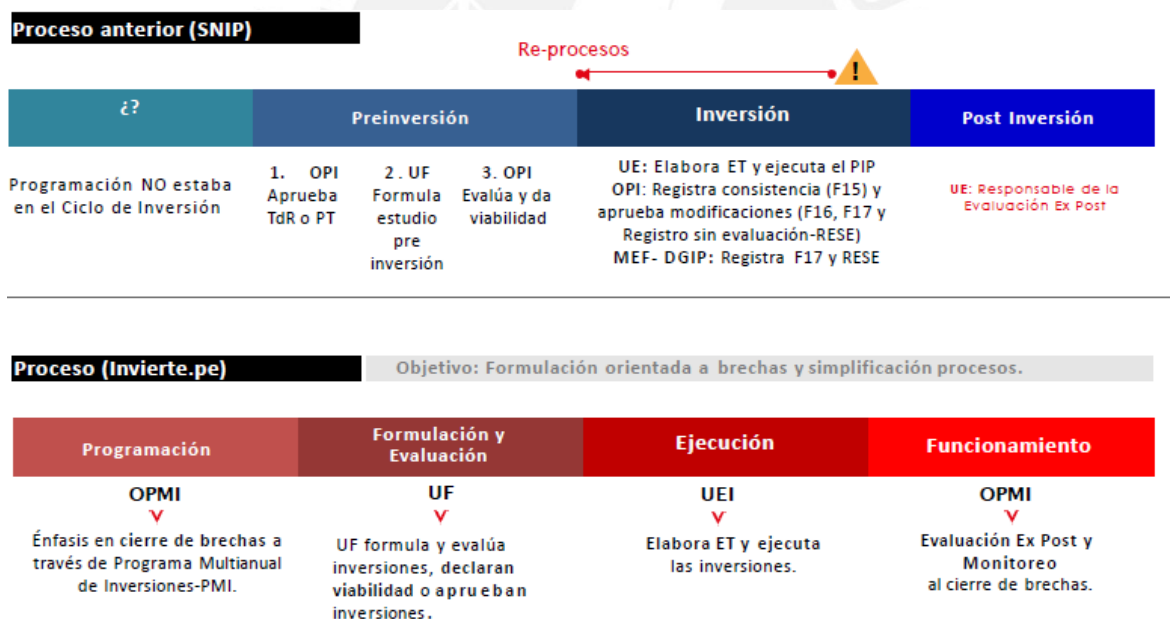 Proceso anterior (SNIP)
Re-procesos
!
¿?
Preinversión
Inversión
Post Inversión
Programación NO estaba
en el Ciclo de Inversión
1. OPI
Aprueba
TdR o PT
2. UF
Formula
estudio
pre
inversión
3. OPI
Evalúa y da
viabilidad
UE: Elabora ET y ejecuta el PIP
OPI: Registra consistencia (F15) y
aprueba modificaciones (F16, F17 y
Registro sin evaluación-RESE)
MEF- DGIP: Registra F17 y RESE
UE: Responsable de la
Evaluación Ex Post
Proceso (Invierte.pe)
Objetivo: Formulación orientada a brechas y simplificación procesos.
Programación
Formulación y
Evaluación
Ejecución
Funcionamiento
OPMI
Énfasis en cierre de brechas a
través de Programa Multianual
de Inversiones-PMI.
UF
UF formula y evalúa
inversiones, declaran
viabilidad o aprueban
inversiones.
UEI
Elabora ET y ejecuta
las inversiones.
OPMI
Evaluación Ex Post y
Monitoreo
al cierre de brechas.